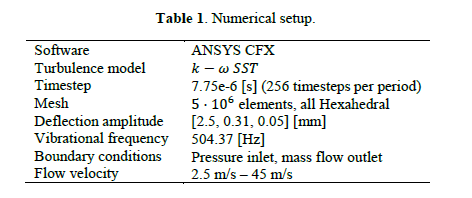 Table 1. Numerical setup.
Software ANSYS CFX
Turbulence model k − ω SST
Timestep 7.75e-6 [s] (256 timesteps per period)
Mesh 5 · 10⁶ elements, all Hexahedral
Deflection amplitude [2.5, 0.31, 0.05] [mm]
Vibrational frequency 504.37 [Hz]
Boundary conditions Pressure inlet, mass flow outlet
Flow velocity 2.5 m/s – 45 m/s